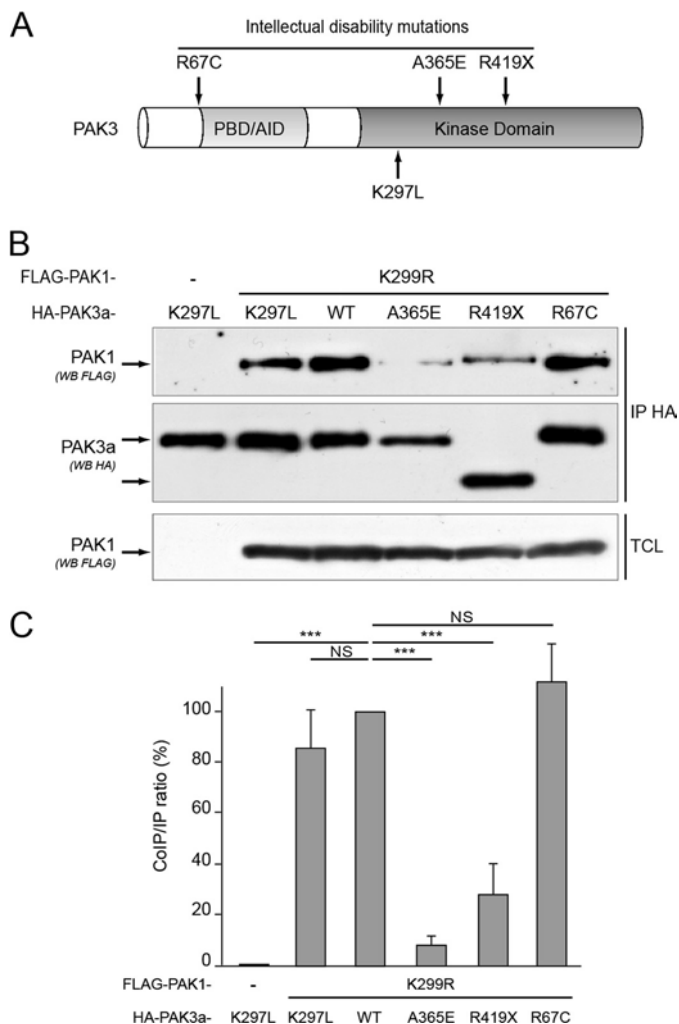 A
Intellectual disability mutations
R67C A365E R419X
PAK3 PBD/AID Kinase Domain
K297L
B
FLAG-PAK1- - K299R
HA-PAK3a- K297L K297L WT A365E R419X R67C
PAK1
(WB FLAG)
IP HA
PAK3a
(WB HA)
PAK1
(WB FLAG)
TCL
C
NS
*** ***
NS ***
CoIP/IP ratio (%)
100
80
60
40
20
0
FLAG-PAK1- - K299R
HA-PAK3a- K297L K297L WT A365E R419X R67C